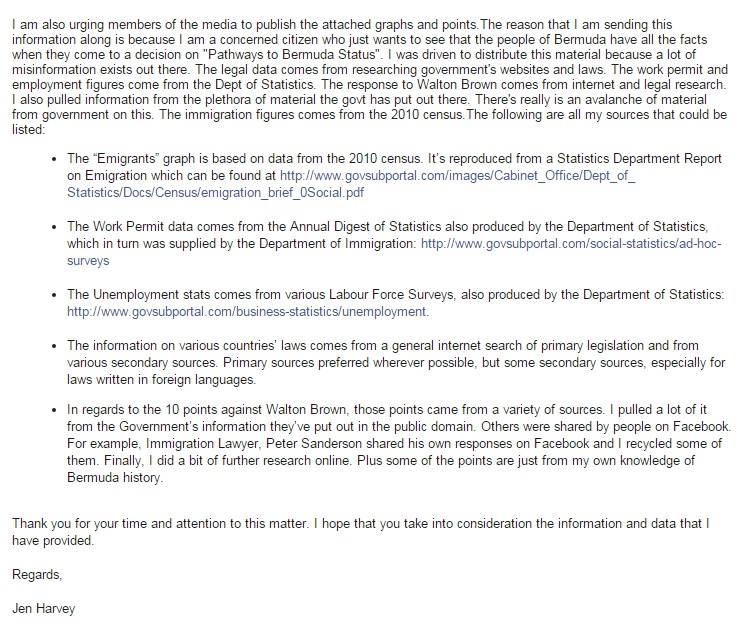 I am also urging members of the media to publish the attached graphs and points.The reason that I am sending this
information along is because I am a concerned citizen who just wants to see that the people of Bermuda have all the facts
when they come to a decision on "Pathways to Bermuda Status". I was driven to distribute this material because a lot of
misinformation exists out there. The legal data comes from researching government's websites and laws. The work permit and
employment figures come from the Dept of Statistics. The response to Walton Brown comes from internet and legal research.
I also pulled information from the plethora of material the govt has put out there. There's really is an avalanche of material
from government on this. The immigration figures comes from the 2010 census.The following are all my sources that could be
listed:
• The “Emigrants” graph is based on data from the 2010 census. It’s reproduced from a Statistics Department Report
on Emigration which can be found at http://www.govsubportal.com/images/Cabinet_Office/Dept_of_
Statistics/Docs/Census/emigration_brief_0Social.pdf
• The Work Permit data comes from the Annual Digest of Statistics also produced by the Department of Statistics,
which in turn was supplied by the Department of Immigration: http://www.govsubportal.com/social-statistics/ad-hoc-
surveys
• The Unemployment stats comes from various Labour Force Surveys, also produced by the Department of Statistics:
http://www.govsubportal.com/business-statistics/unemployment.
• The information on various countries’ laws comes from a general internet search of primary legislation and from
various secondary sources. Primary sources preferred wherever possible, but some secondary sources, especially for
laws written in foreign languages.
• In regards to the 10 points against Walton Brown, those points came from a variety of sources. I pulled a lot of it
from the Government’s information they’ve put out in the public domain. Others were shared by people on Facebook.
For example, Immigration Lawyer, Peter Sanderson shared his own responses on Facebook and I recycled some of
them. Finally, I did a bit of further research online. Plus some of the points are just from my own knowledge of
Bermuda history.
Thank you for your time and attention to this matter. I hope that you take into consideration the information and data that I
have provided.
Regards,
Jen Harvey